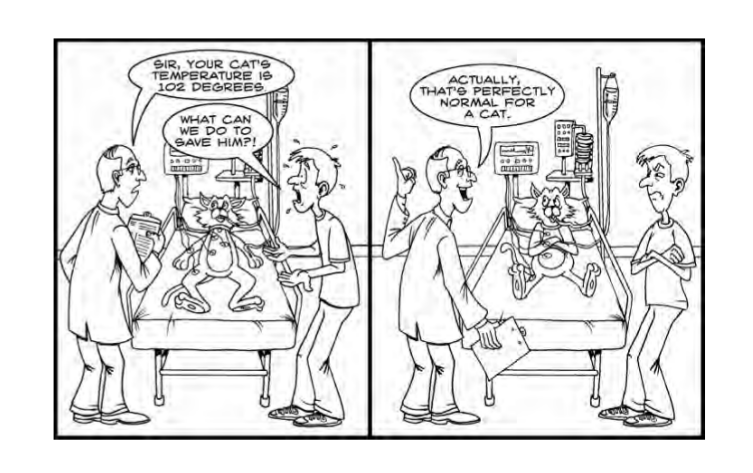 SIR, YOUR CAT'S
TEMPERATURE IS
102 DEGREES
WHAT CAN
WE DO TO
SAVE HIM?!
ACTUALLY,
THAT'S PERFECTLY
NORMAL FOR
A CAT.